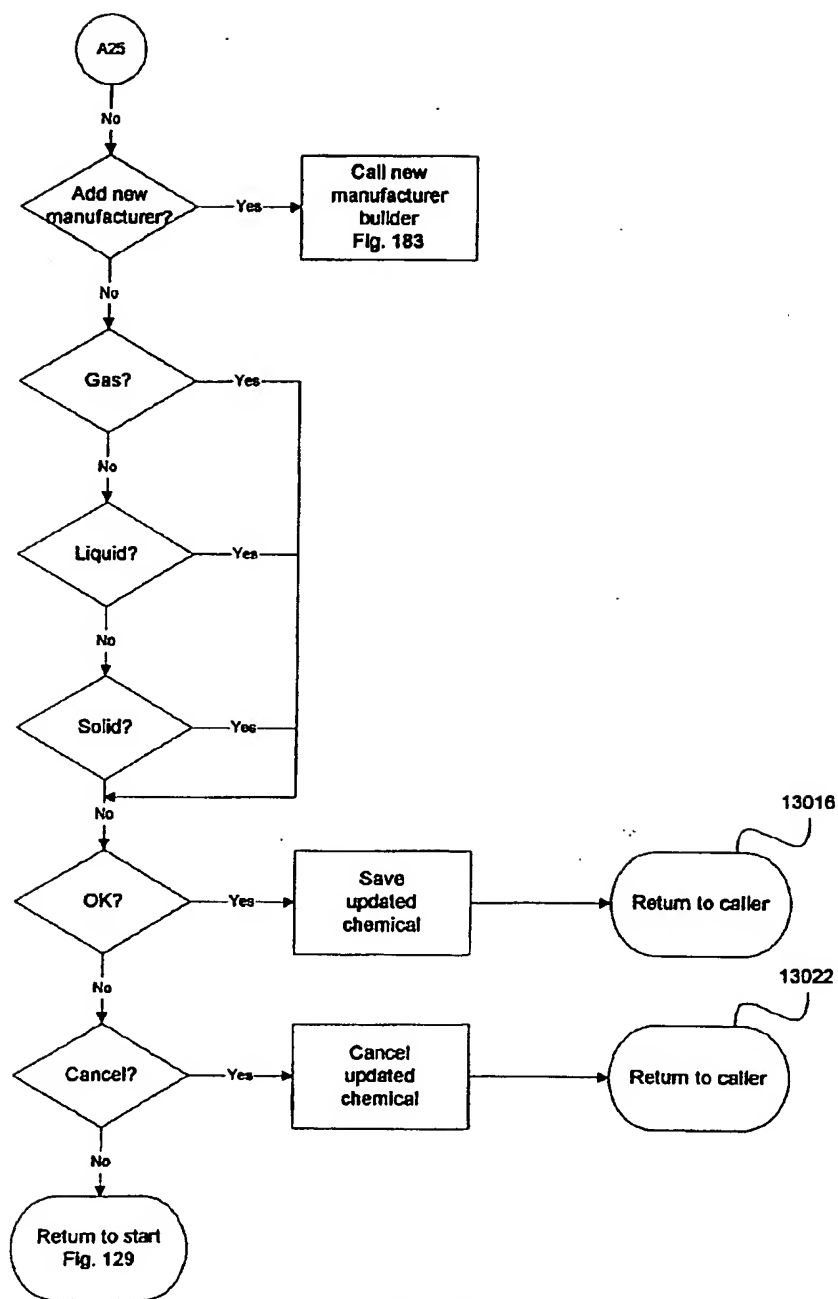 A25
No
Add new
manufacturer?
Yes
Call new
manufacturer
builder
Fig. 183
No
Gas?
Yes
No
Liquid?
Yes
No
Solid?
Yes
No
OK?
Yes
Save
updated
chemical
Return to caller
13016
No
Cancel?
Yes
Cancel
updated
chemical
Return to caller
13022
No
Return to start
Fig. 129